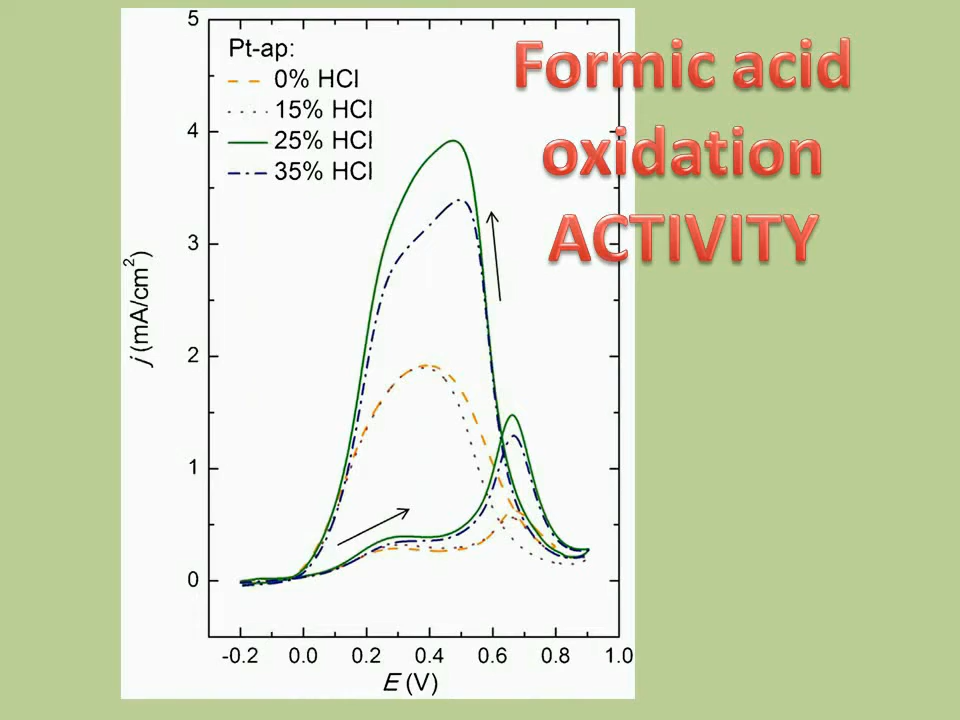 Formic acid
oxidation
ACTIVITY
Pt-ap:
0% HCl
15% HCl
25% HCl
35% HCl
5
4
3
2
1
0
j (mA/cm²)
-0.2 0.0 0.2 0.4 0.6 0.8 1.0
E (V)